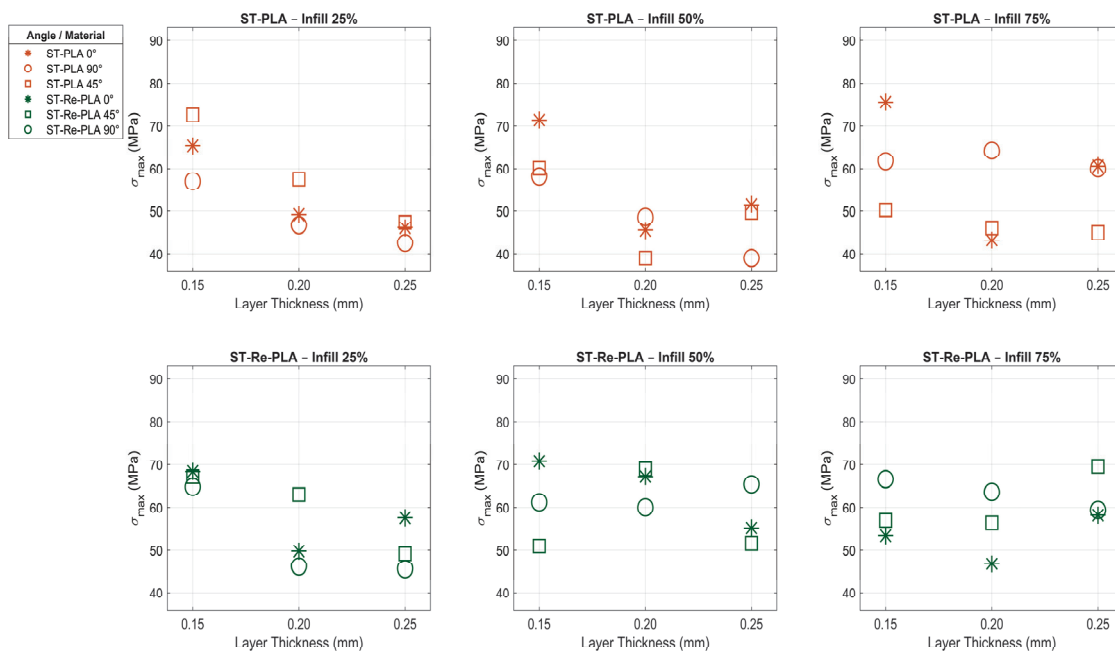 ST-PLA – Infill 25%
ST-PLA – Infill 50%
ST-PLA – Infill 75%
Angle / Material
ST-PLA 0°
ST-PLA 90°
ST-PLA 45°
ST-Re-PLA 0°
ST-Re-PLA 45°
ST-Re-PLA 90°
90
80
70
60
50
40
σmax (MPa)
0.15 0.20 0.25
Layer Thickness (mm)
90
80
70
60
50
40
σmax (MPa)
0.15 0.20 0.25
Layer Thickness (mm)
90
80
70
60
50
40
σmax (MPa)
0.15 0.20 0.25
Layer Thickness (mm)
ST-Re-PLA – Infill 25%
ST-Re-PLA – Infill 50%
ST-Re-PLA – Infill 75%
90
80
70
60
50
40
σmax (MPa)
0.15 0.20 0.25
Layer Thickness (mm)
90
80
70
60
50
40
σmax (MPa)
0.15 0.20 0.25
Layer Thickness (mm)
90
80
70
60
50
40
σmax (MPa)
0.15 0.20 0.25
Layer Thickness (mm)